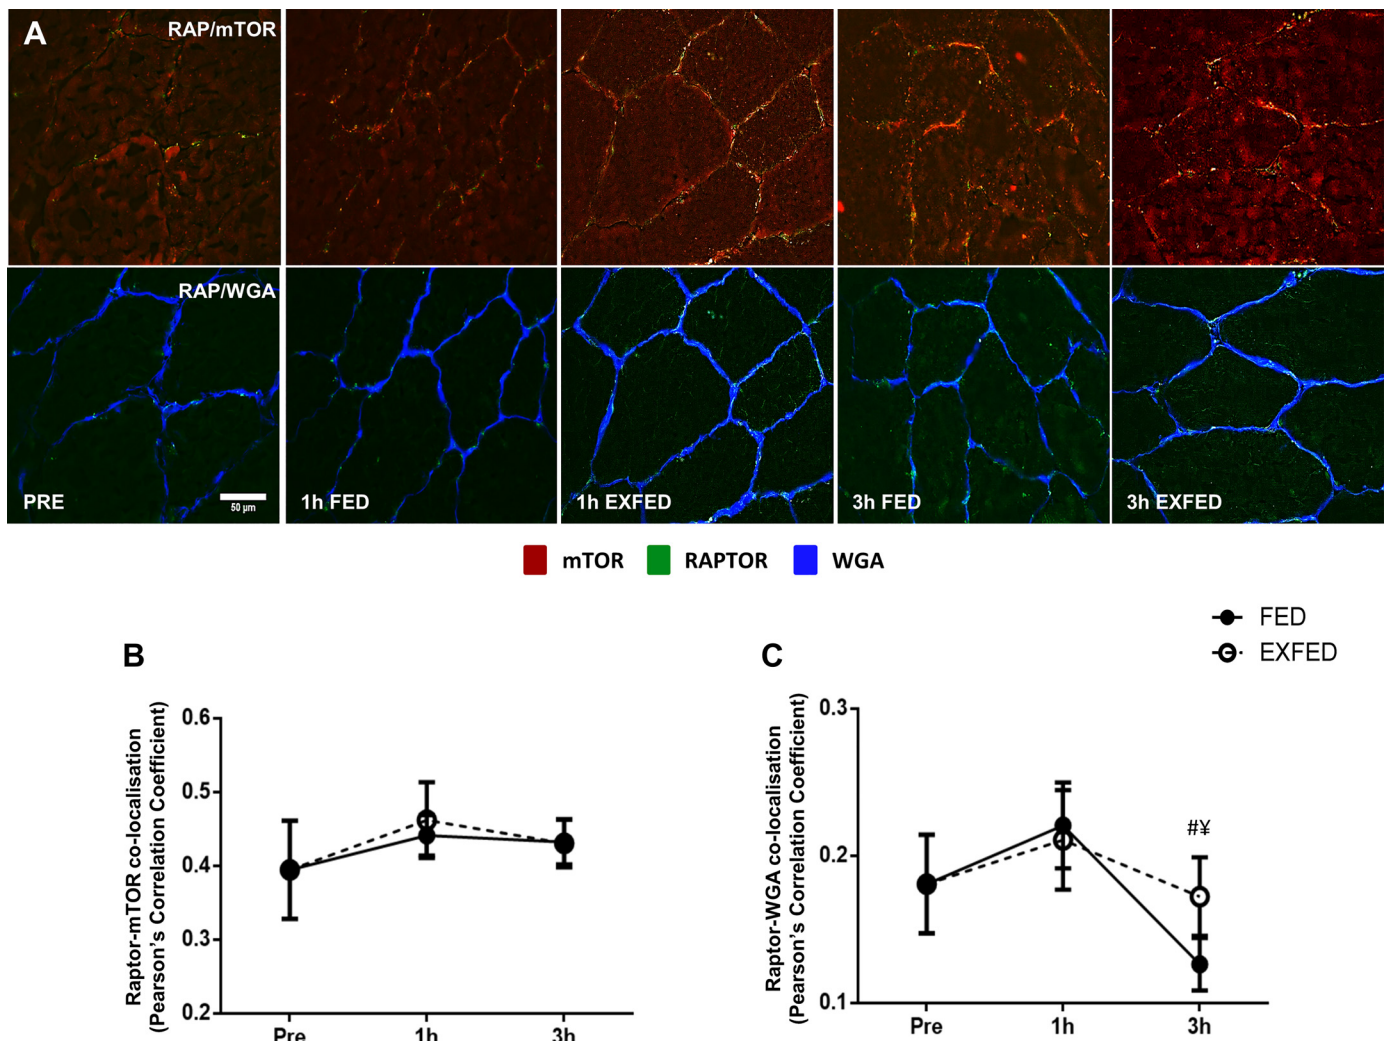 A
RAP/mTOR
RAP/WGA
PRE
50 µm
1h FED
1h EXFED
3h FED
3h EXFED
mTOR
RAPTOR
WGA
FED
EXFED
B
Raptor-mTOR co-localisation
(Pearson's Correlation Coefficient)
0.6
0.5
0.4
0.3
0.2
Pre
1h
3h
C
Raptor-WGA co-localisation
(Pearson's Correlation Coefficient)
0.3
0.2
0.1
#¥
Pre
1h
3h